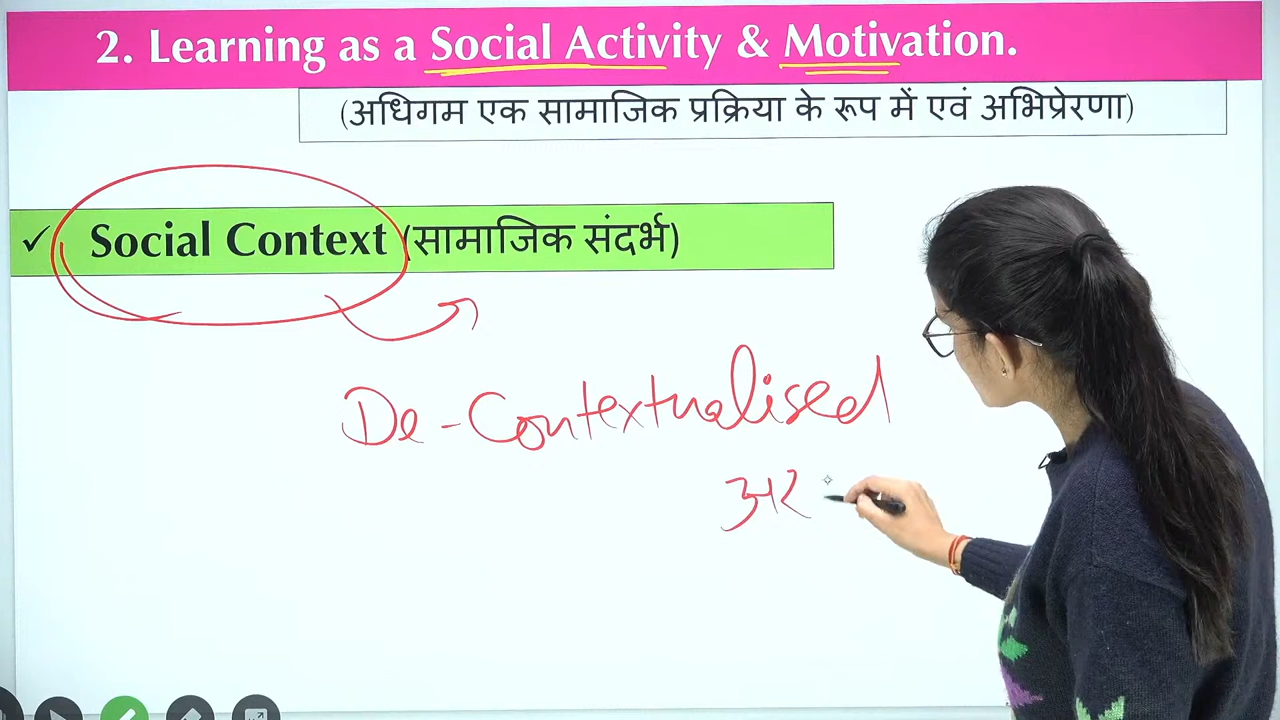 2. Learning as a Social Activity & Motivation.
(अधिगम एक सामाजिक प्रक्रिया के रूप में एवं अभिप्रेरणा)
✓ Social Context (सामाजिक संदर्भ)
De-Contextualised
अर